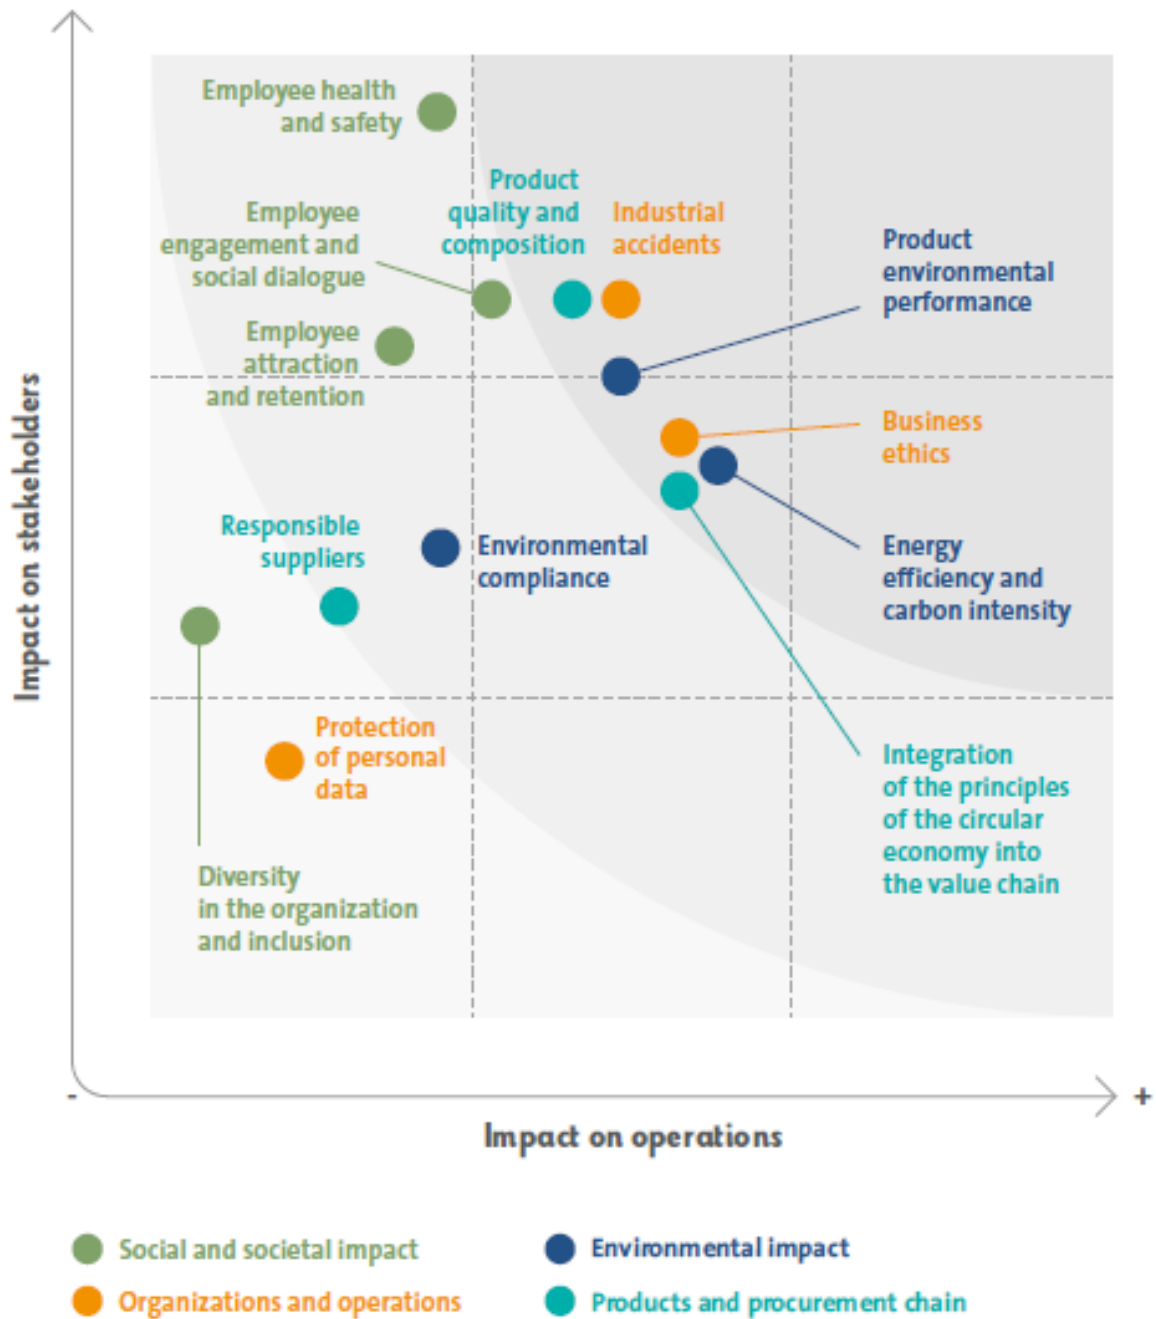 Employee health
and safety
Product
quality and
composition
Industrial
accidents
Employee
engagement and
social dialogue
Product
environmental
performance
Employee
attraction
and retention
Business
ethics
Responsible
suppliers
Environmental
compliance
Energy
efficiency and
carbon intensity
Protection
of personal
data
Integration
of the principles
of the circular
economy into
the value chain
Diversity
in the organization
and inclusion
Impact on stakeholders
-
+
Impact on operations
Social and societal impact
Environmental impact
Organizations and operations
Products and procurement chain